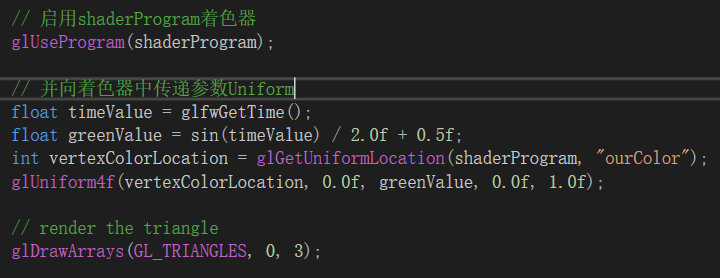 // 启用shaderProgram着色器
glUseProgram(shaderProgram);
// 并向着色器中传递参数Uniform
float timeValue = glfwGetTime();
float greenValue = sin(timeValue) / 2.0f + 0.5f;
int vertexColorLocation = glGetUniformLocation(shaderProgram, "ourColor");
glUniform4f(vertexColorLocation, 0.0f, greenValue, 0.0f, 1.0f);
// render the triangle
glDrawArrays(GL_TRIANGLES, 0, 3);